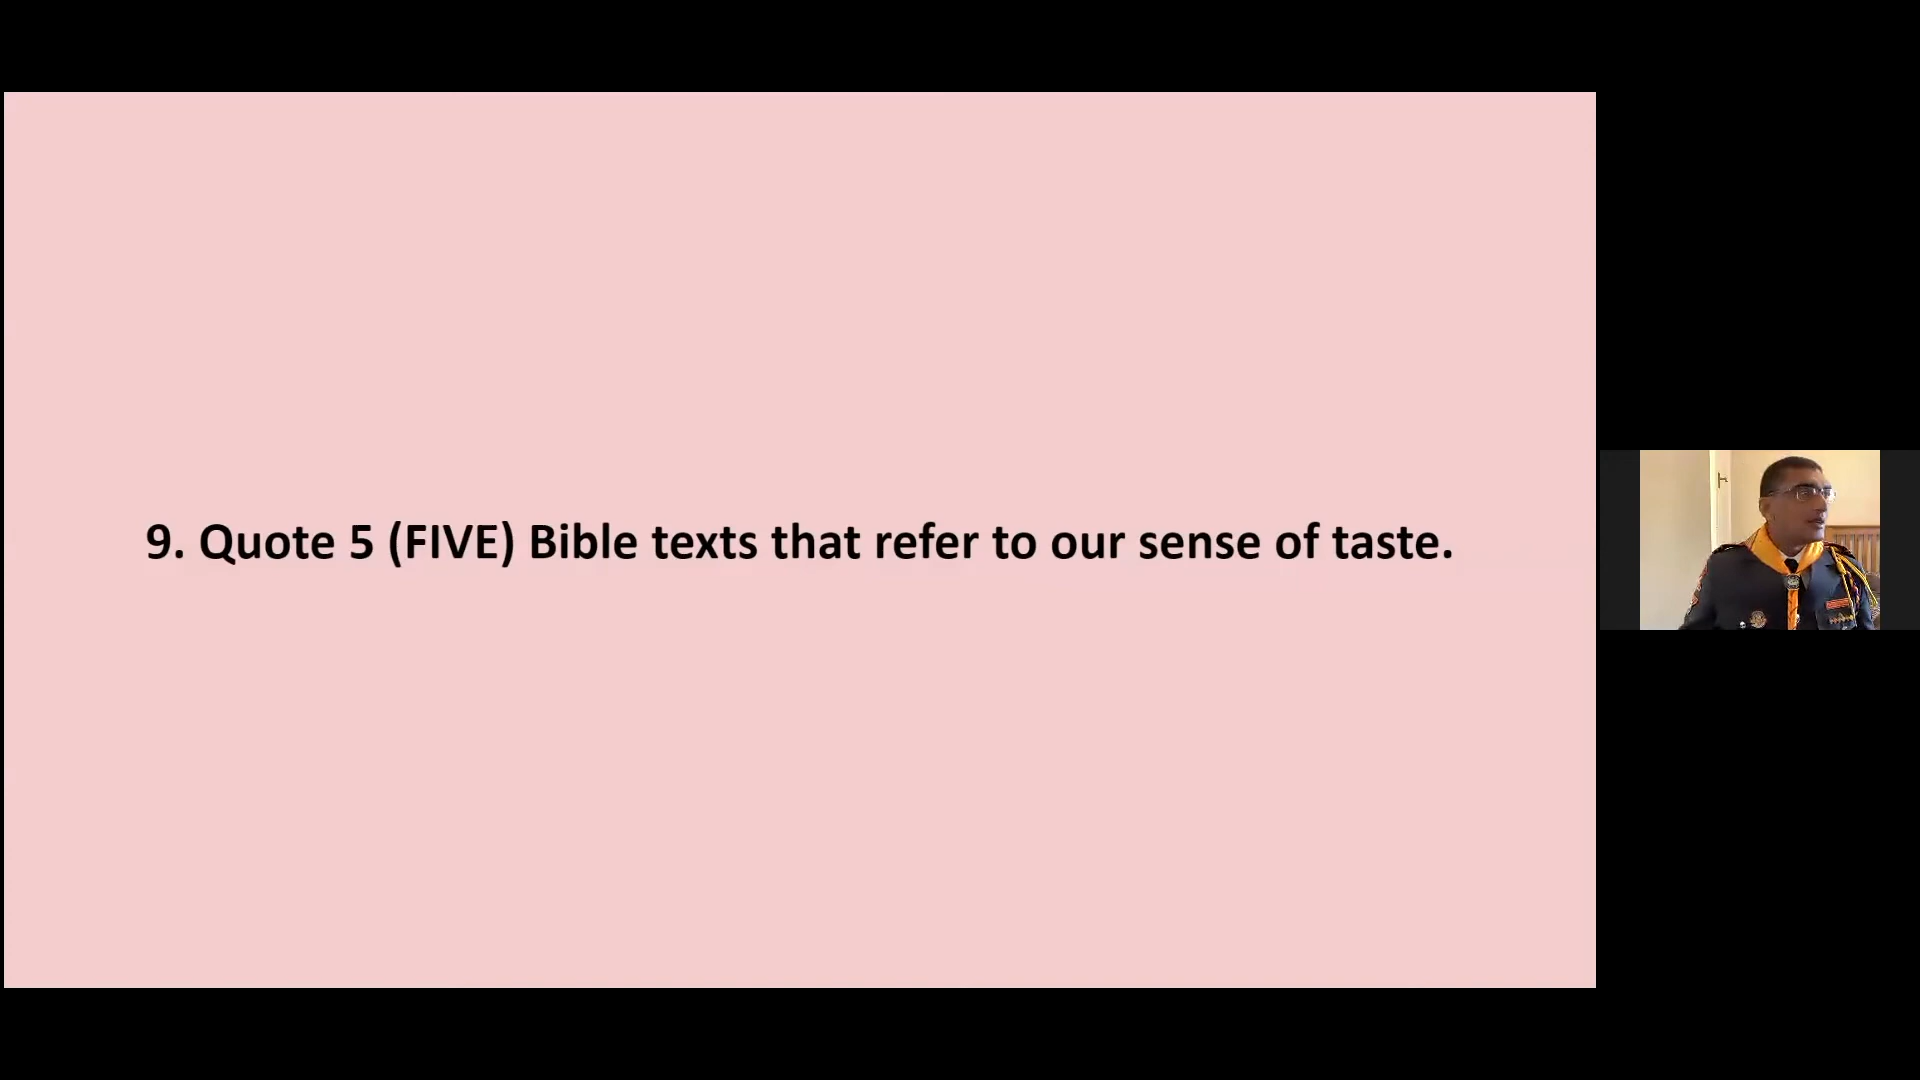 9. Quote 5 (FIVE) Bible texts that refer to our sense of taste.